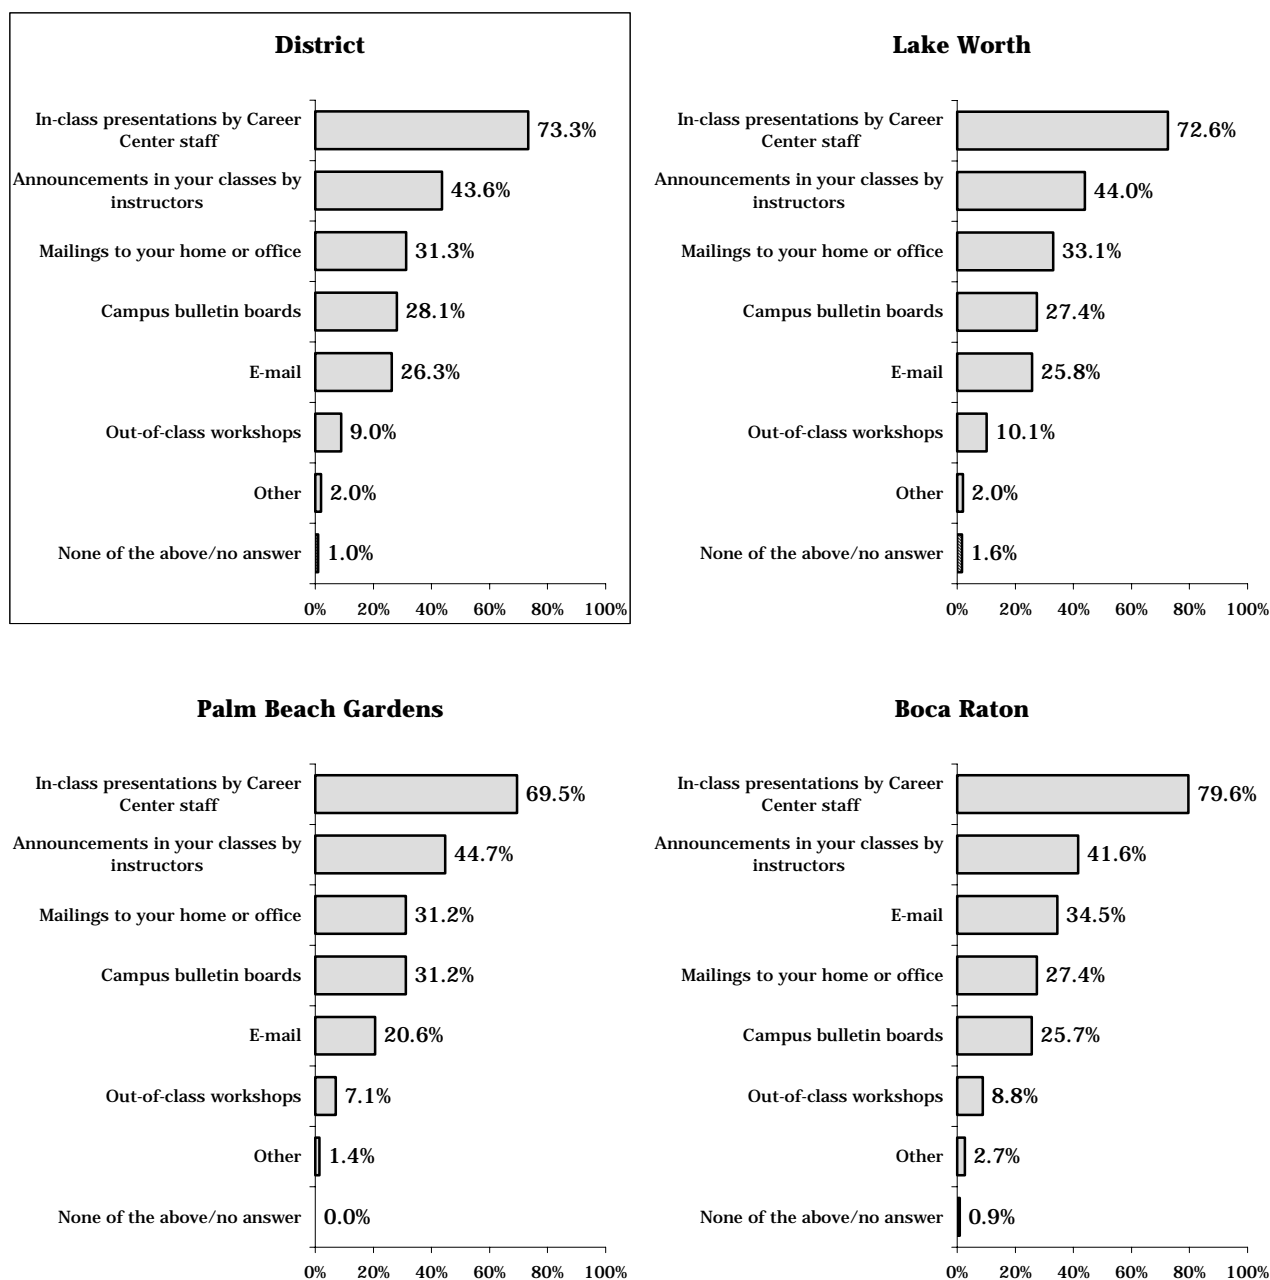 District
In-class presentations by Career
Center staff
73.3%
Announcements in your classes by
instructors
43.6%
Mailings to your home or office
31.3%
Campus bulletin boards
28.1%
E-mail
26.3%
Out-of-class workshops
9.0%
Other
2.0%
None of the above/no answer
1.0%
0% 20% 40% 60% 80% 100%
Lake Worth
In-class presentations by Career
Center staff
72.6%
Announcements in your classes by
instructors
44.0%
Mailings to your home or office
33.1%
Campus bulletin boards
27.4%
E-mail
25.8%
Out-of-class workshops
10.1%
Other
2.0%
None of the above/no answer
1.6%
0% 20% 40% 60% 80% 100%
Palm Beach Gardens
In-class presentations by Career
Center staff
69.5%
Announcements in your classes by
instructors
44.7%
Mailings to your home or office
31.2%
Campus bulletin boards
31.2%
E-mail
20.6%
Out-of-class workshops
7.1%
Other
1.4%
None of the above/no answer
0.0%
0% 20% 40% 60% 80% 100%
Boca Raton
In-class presentations by Career
Center staff
79.6%
Announcements in your classes by
instructors
41.6%
E-mail
34.5%
Mailings to your home or office
27.4%
Campus bulletin boards
25.7%
Out-of-class workshops
8.8%
Other
2.7%
None of the above/no answer
0.9%
0% 20% 40% 60% 80% 100%